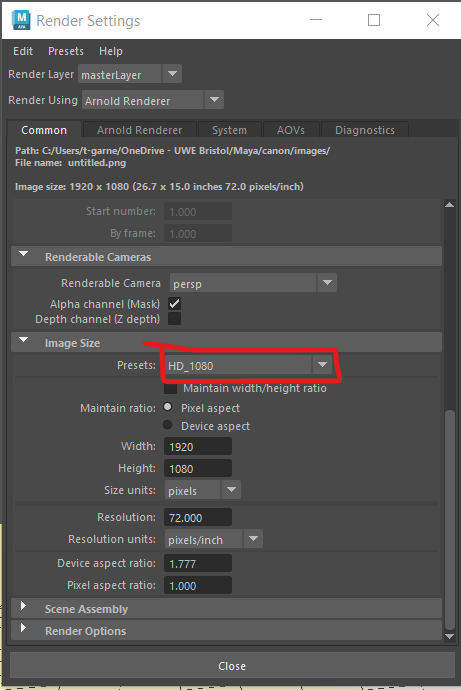 M
AYA
Render Settings
Edit Presets Help
Render Layer masterLayer
Render Using Arnold Renderer
Common Arnold Renderer System AOVs Diagnostics
Path: C:/Users/t-garne/OneDrive - UWE Bristol/Maya/canon/images/
File name: untitled.png
Image size: 1920 x 1080 (26.7 x 15.0 inches 72.0 pixels/inch)
Start number: 1.000
By frame: 1.000
Renderable Cameras
Renderable Camera persp
Alpha channel (Mask)
Depth channel (Z depth)
Image Size
Presets: HD_1080
Maintain width/height ratio
Maintain ratio: Pixel aspect
Device aspect
Width: 1920
Height: 1080
Size units: pixels
Resolution: 72.000
Resolution units: pixels/inch
Device aspect ratio: 1.777
Pixel aspect ratio: 1.000
Scene Assembly
Render Options
Close